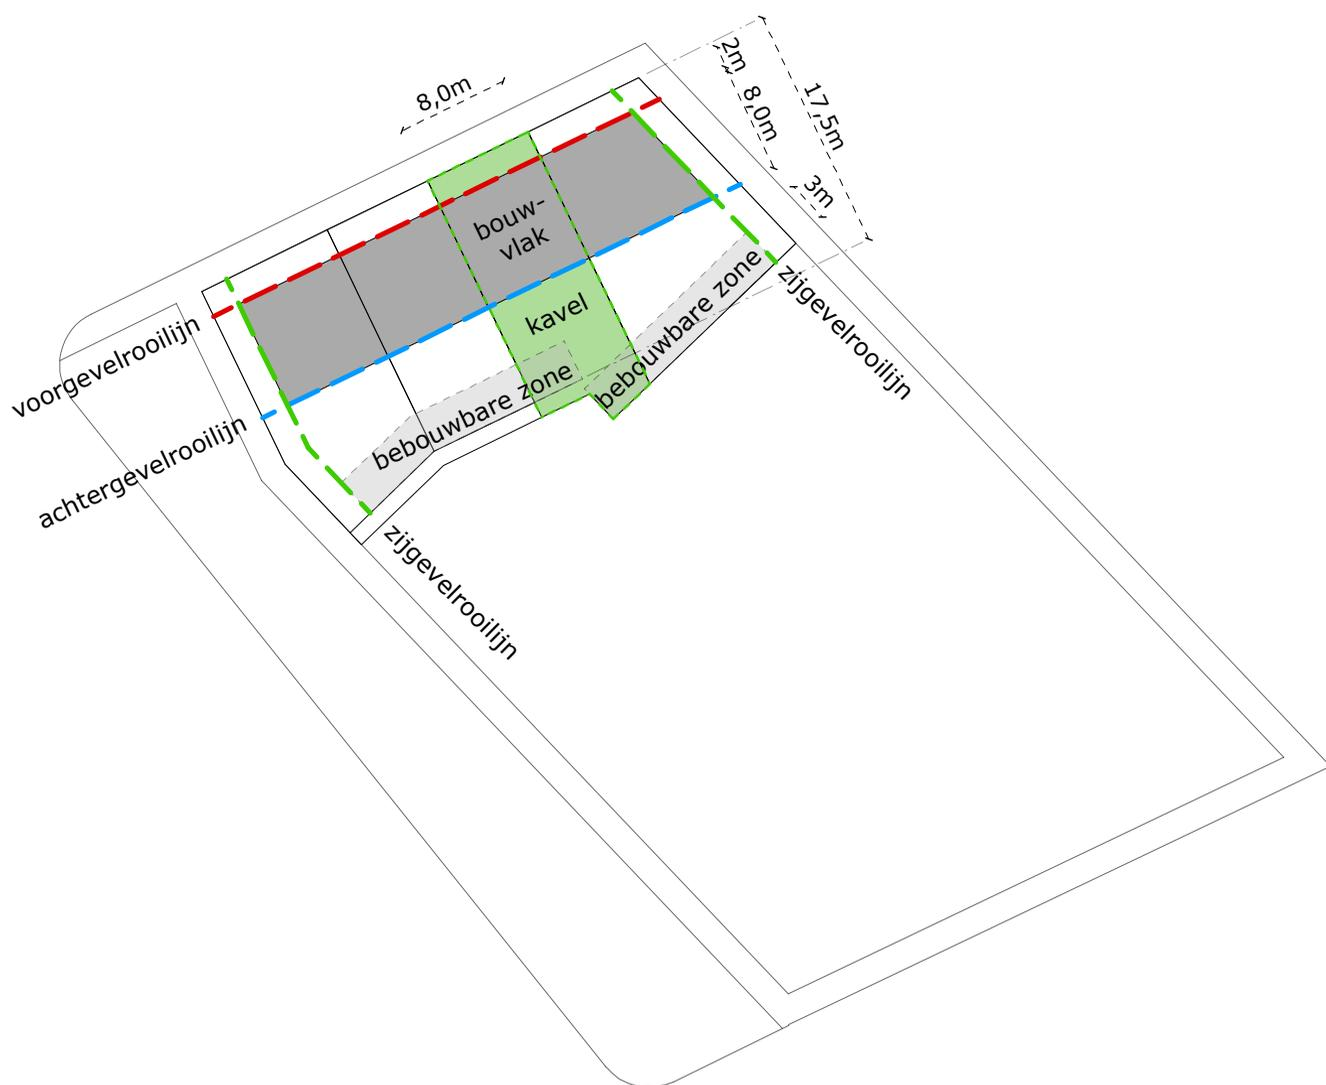 8,0m
2m
8,0m
17,5m
3m
bouw-
vlak
kavel
bebouwbare zone
bebouwbare zone
voorgevelrooilijn
achtergevelrooilijn
zijgevelrooilijn
zijgevelrooilijn